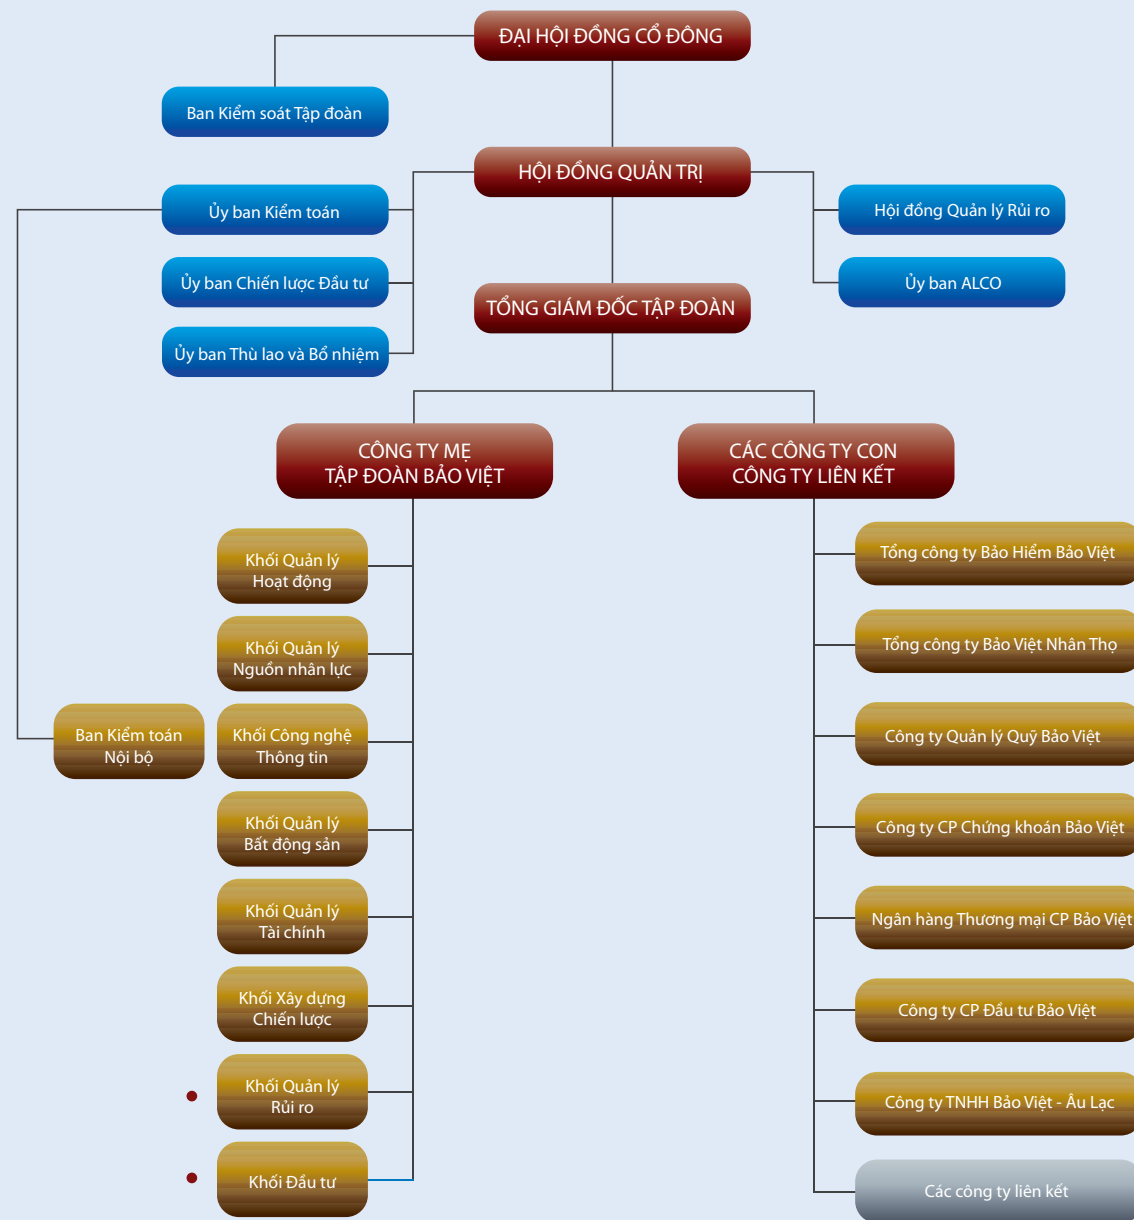 ĐẠI HỘI ĐỒNG CỔ ĐÔNG
Ban Kiểm soát Tập đoàn
HỘI ĐỒNG QUẢN TRỊ
Ủy ban Kiểm toán
Hội đồng Quản lý Rủi ro
Ủy ban Chiến lược Đầu tư
Ủy ban ALCO
TỔNG GIÁM ĐỐC TẬP ĐOÀN
Ủy ban Thù lao và Bổ nhiệm
CÔNG TY MẸ
TẬP ĐOÀN BẢO VIỆT
CÁC CÔNG TY CON
CÔNG TY LIÊN KẾT
Khối Quản lý
Hoạt động
Khối Quản lý
Nguồn nhân lực
Ban Kiểm toán
Nội bộ
Khối Công nghệ
Thông tin
Khối Quản lý
Bất động sản
Khối Quản lý
Tài chính
Khối Xây dựng
Chiến lược
Khối Quản lý
Rủi ro
Khối Đầu tư
Tổng công ty Bảo Hiểm Bảo Việt
Tổng công ty Bảo Việt Nhân Thọ
Công ty Quản lý Quỹ Bảo Việt
Công ty CP Chứng khoán Bảo Việt
Ngân hàng Thương mại CP Bảo Việt
Công ty CP Đầu tư Bảo Việt
Công ty TNHH Bảo Việt - Âu Lạc
Các công ty liên kết